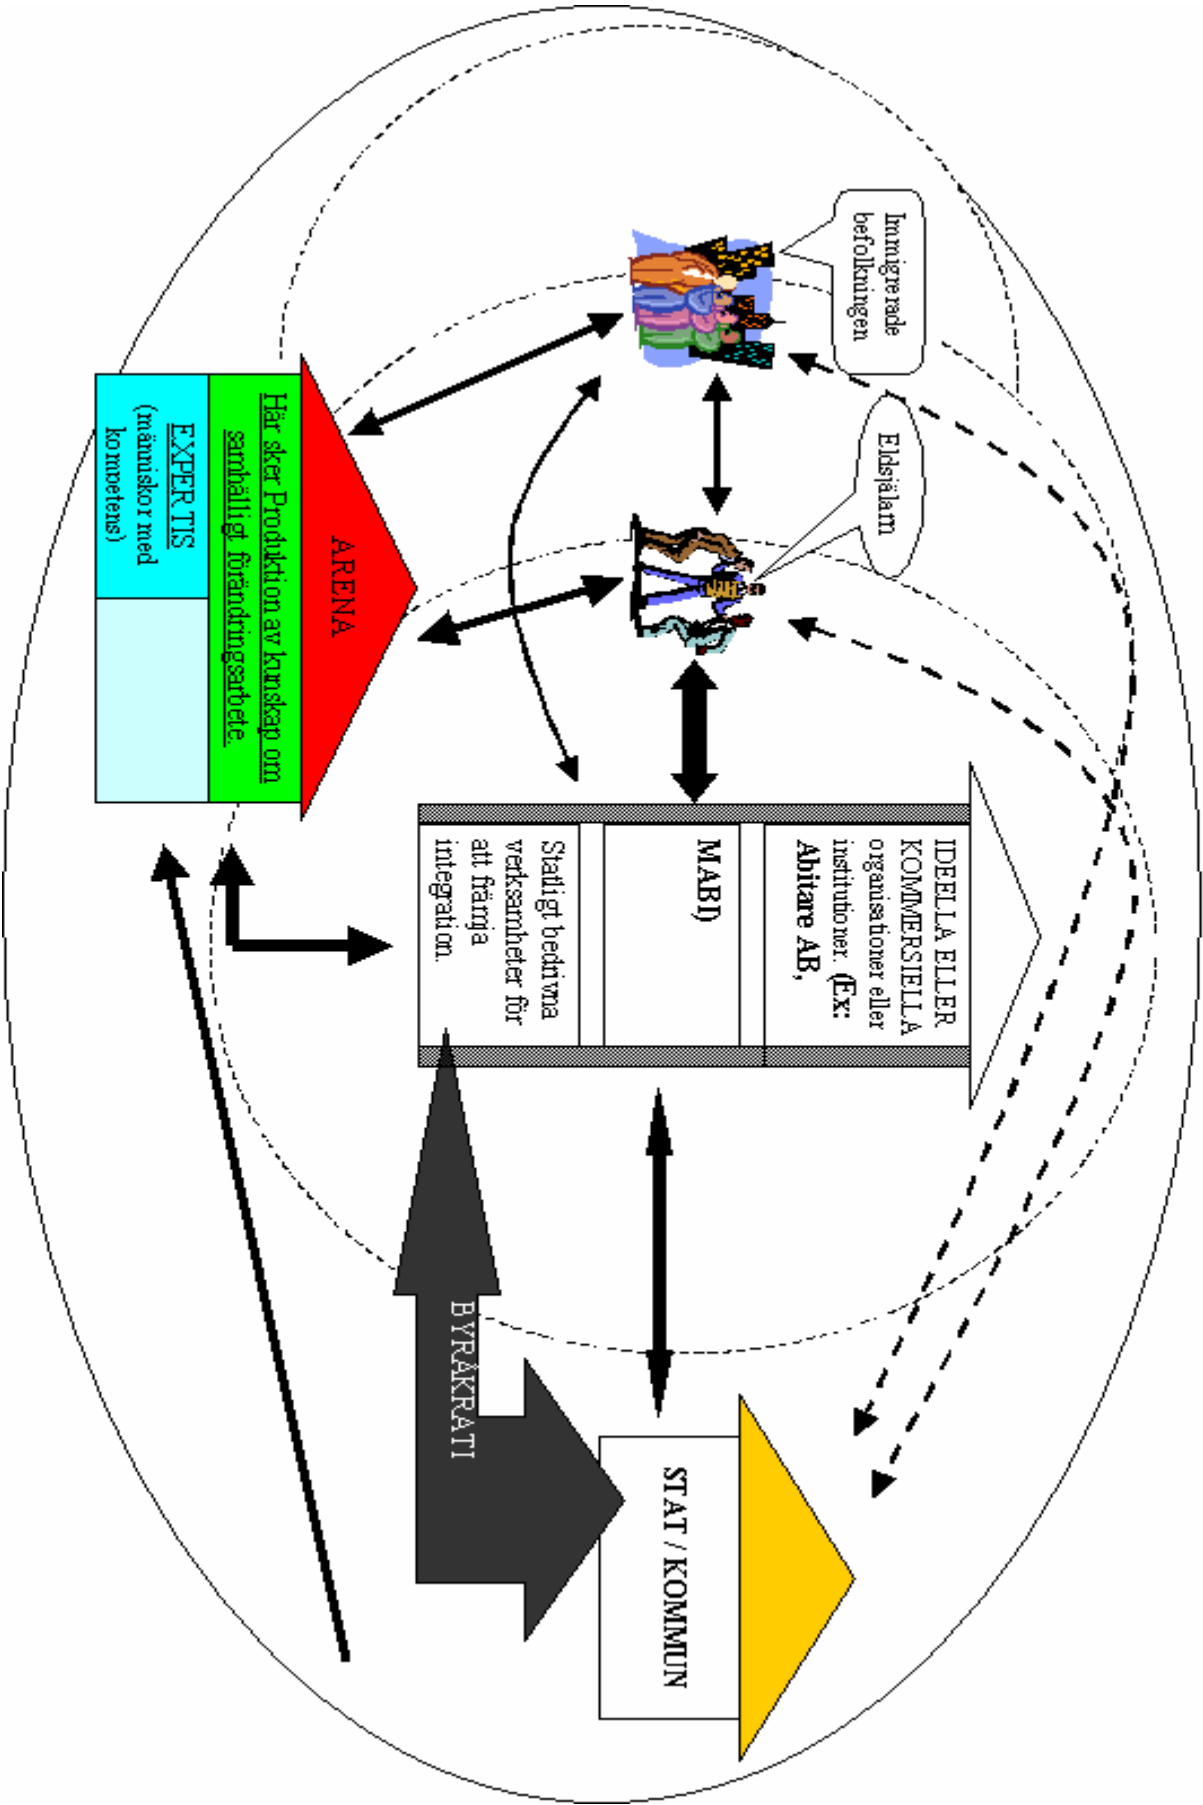 Immigrerade
befolkningen
Eldsjälarn
IDEELLA ELLER
KOMMERSIELLA
organisationer eller
institutioner. (Ex:
Abitare AB,
MABI)
Statligt bedrivna
verksamheter för
att främja
integration.
STAT / KOMMUN
BYRÅKRATI
ARENA
Här sker Produktion av kunskap om
samhälligt förändringsarbete.
EXPERTIS
(människor med
kompetens)